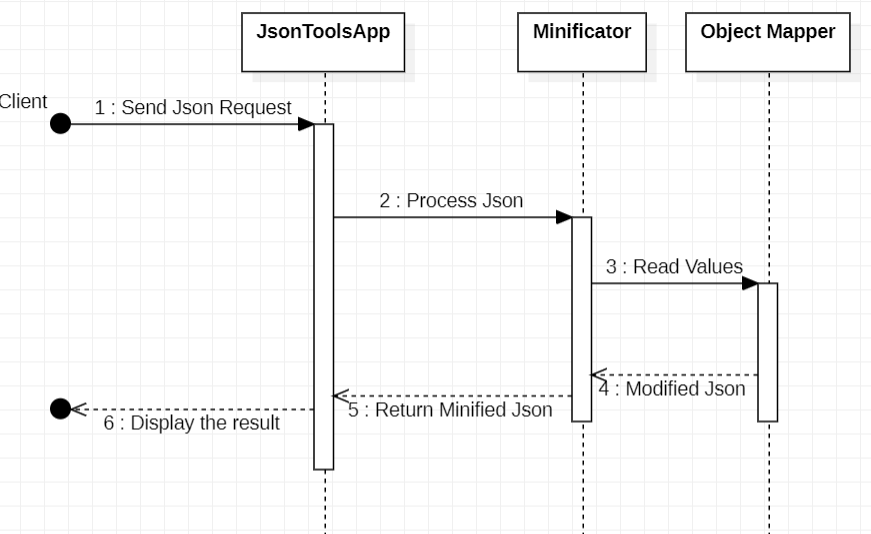 JsonToolsApp
Minificator
Object Mapper
Client
1 : Send Json Request
2 : Process Json
3 : Read Values
4 : Modified Json
5 : Return Minified Json
6 : Display the result